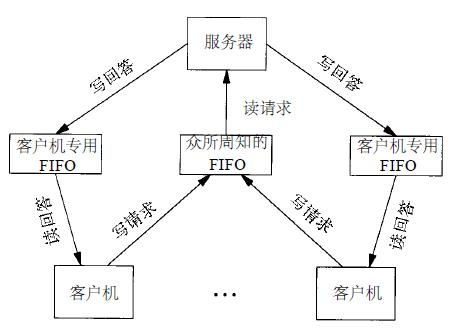 服务器
写回答
写回答
读请求
客户机专用
FIFO
众所周知的
FIFO
客户机专用
FIFO
读回答
写请求
写请求
读回答
客户机
...
客户机